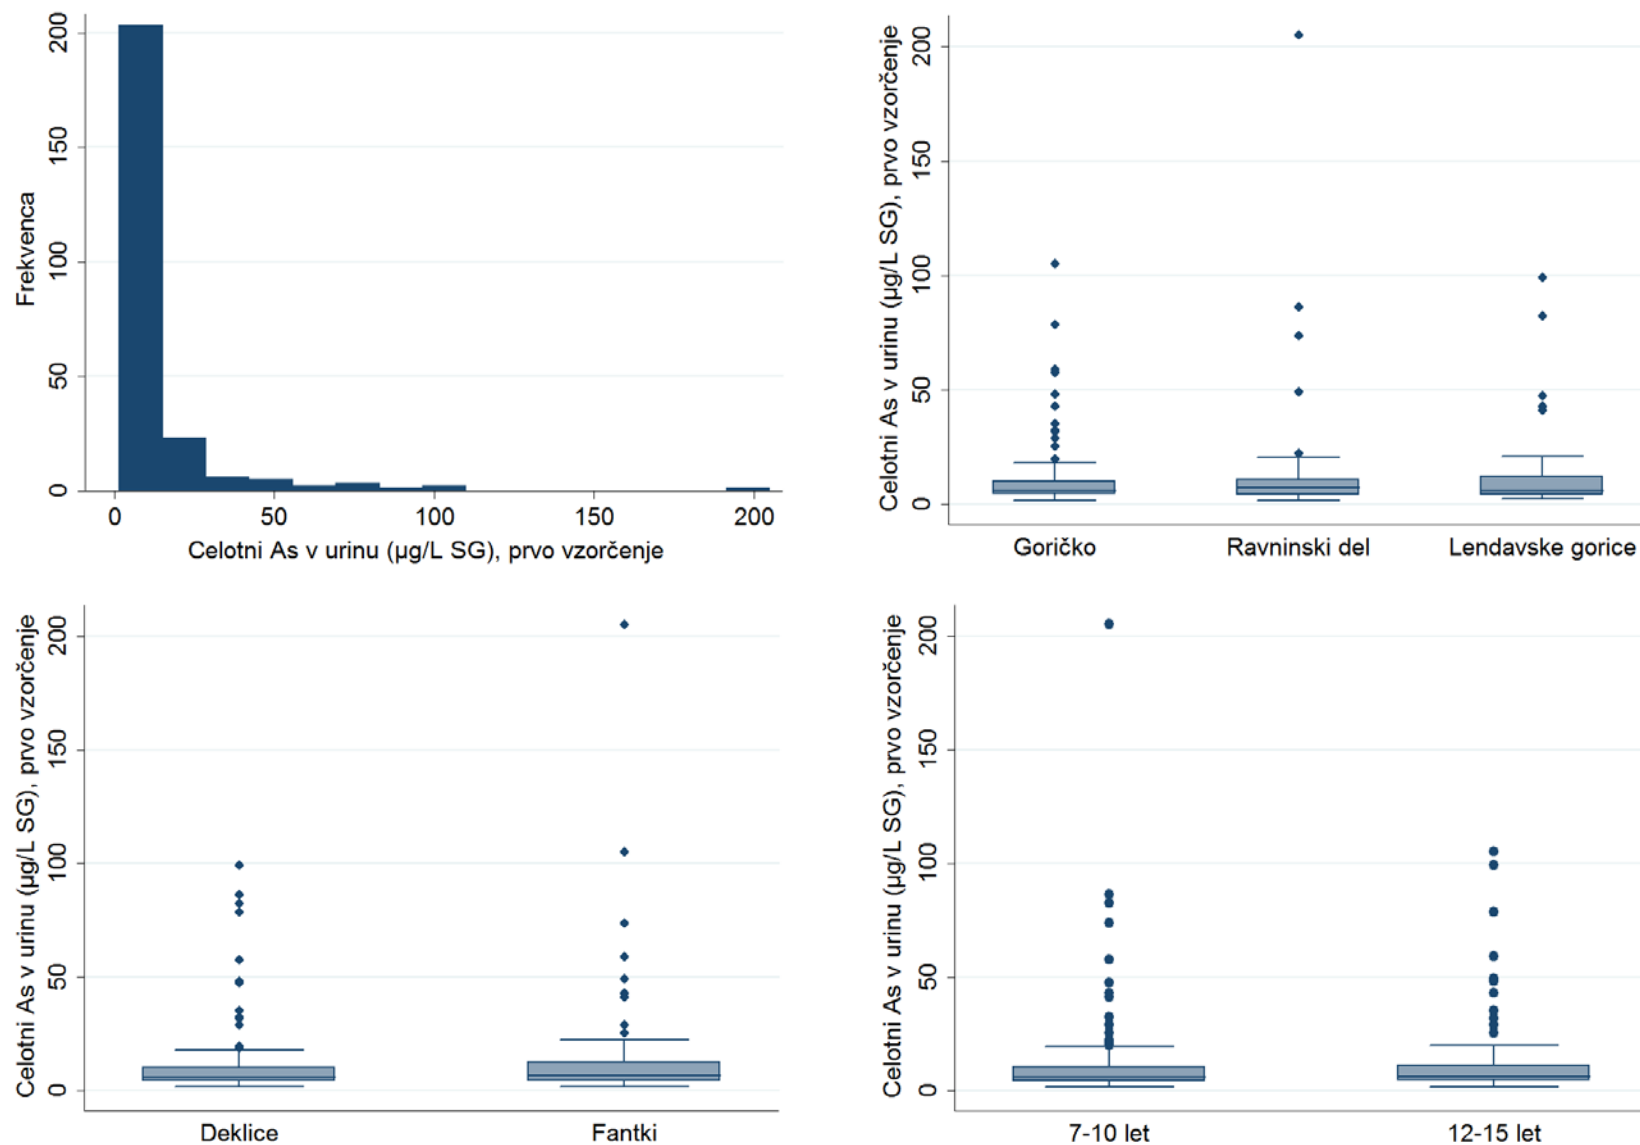 Frekvenca
200
150
100
50
0
0 50 100 150 200
Celotni As v urinu (µg/L SG), prvo vzorčenje
Celotni As v urinu (µg/L SG), prvo vzorčenje
200
150
100
50
0
Goričko Ravninski del Lendavske gorice
Celotni As v urinu (µg/L SG), prvo vzorčenje
200
150
100
50
0
Deklice Fantki
Celotni As v urinu (µg/L SG), prvo vzorčenje
200
150
100
50
0
7-10 let 12-15 let